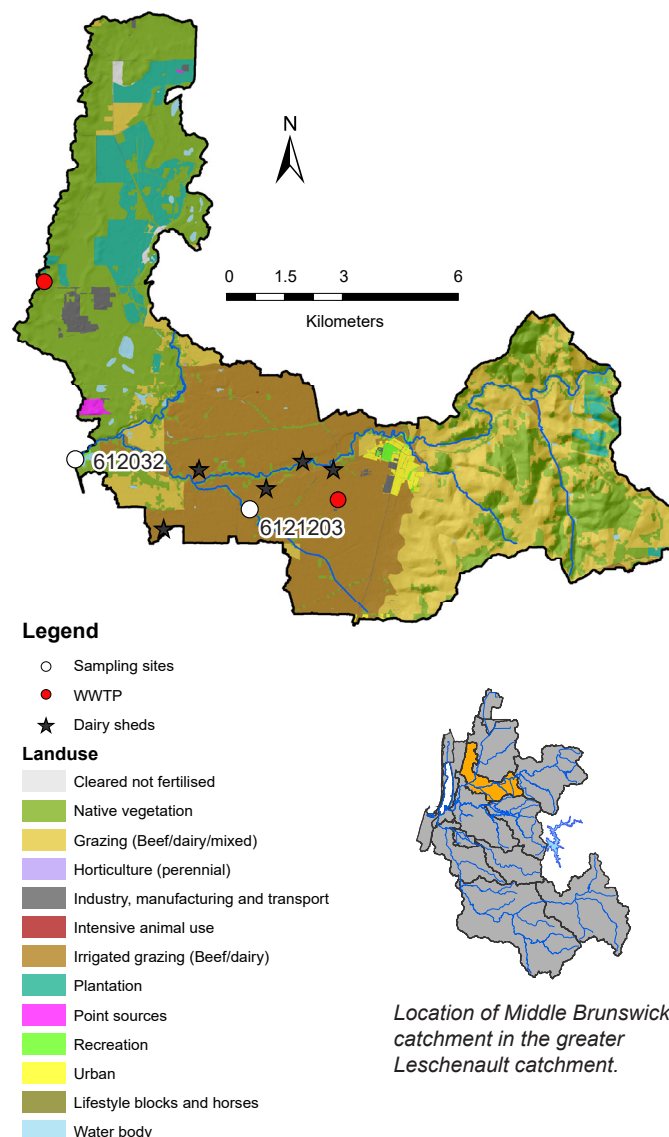 N
0 1.5 3 6
Kilometers
612032
6121203
Legend
Sampling sites
WWTP
Dairy sheds
Landuse
Cleared not fertilised
Native vegetation
Grazing (Beef/dairy/mixed)
Horticulture (perennial)
Industry, manufacturing and transport
Intensive animal use
Irrigated grazing (Beef/dairy)
Plantation
Point sources
Recreation
Urban
Lifestyle blocks and horses
Water body
Location of Middle Brunswick
catchment in the greater
Leschenault catchment.